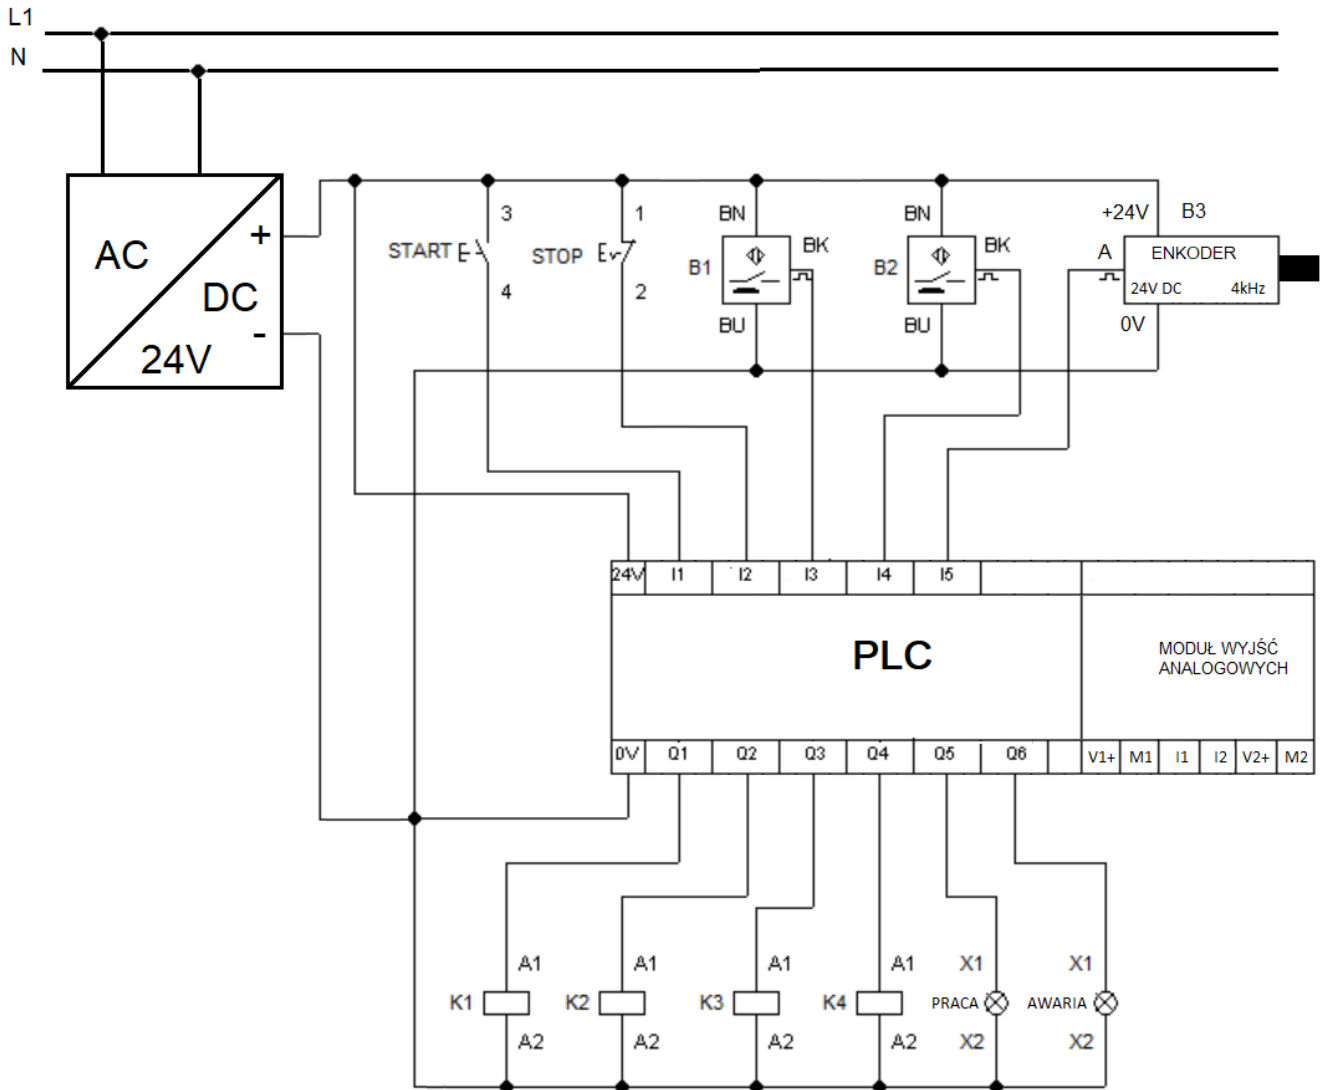 L1
N
AC
DC
24V
+
-
START
3
4
STOP
1
2
BN
B1
BK
BU
BN
B2
BK
BU
+24V
B3
A
ENKODER
24V DC
4kHz
0V
24V
I1
I2
I3
I4
I5
PLC
MODUŁ WYJŚĆ
ANALOGOWYCH
0V
Q1
Q2
Q3
Q4
Q5
Q6
V1+
M1
I1
I2
V2+
M2
K1
A1
A2
K2
A1
A2
K3
A1
A2
K4
A1
A2
PRACA
X1
X2
AWARIA
X1
X2